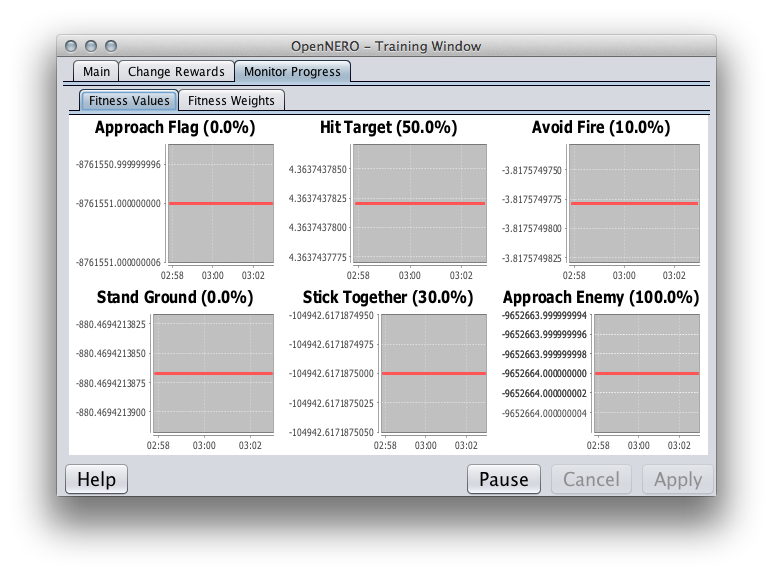 OpenNERO – Training Window
Main Change Rewards Monitor Progress
Fitness Values Fitness Weights
Approach Flag (0.0%)
-8761550.999999996
-8761551.000000000
-8761551.000000006
02:58 03:00 03:02
Hit Target (50.0%)
4.3637437850
4.3637437825
4.3637437800
4.3637437775
02:58 03:00 03:02
Avoid Fire (10.0%)
-3.8175749750
-3.8175749775
-3.8175749800
-3.8175749825
02:58 03:00 03:02
Stand Ground (0.0%)
-880.4694213825
-880.4694213850
-880.4694213875
-880.4694213900
02:58 03:00 03:02
Stick Together (30.0%)
-104942.6171874950
-104942.6171874975
-104942.6171875000
-104942.6171875025
-104942.6171875050
02:58 03:00 03:02
Approach Enemy (100.0%)
-9652663.999999994
-9652663.999999996
-9652663.999999998
-9652664.000000000
-9652664.000000002
-9652664.000000004
02:58 03:00 03:02
Help Pause Cancel Apply